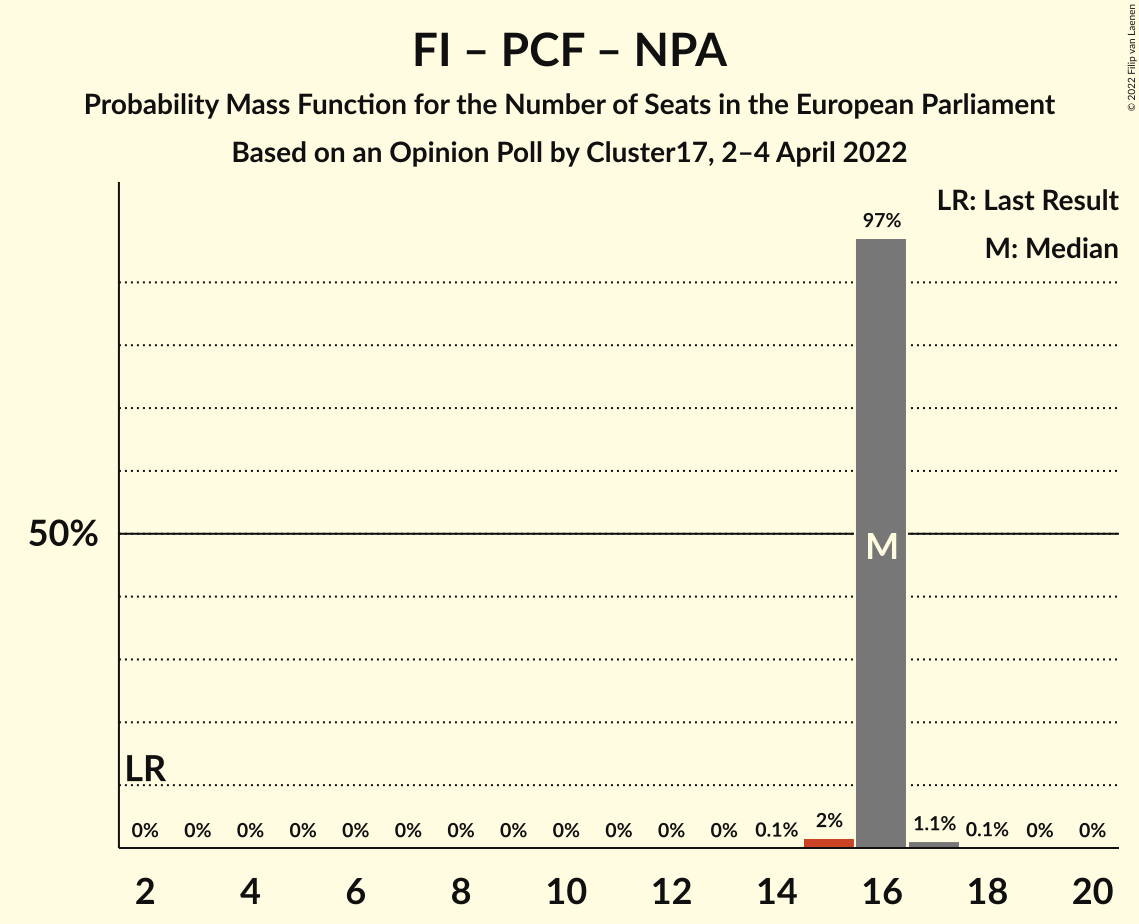 FI – PCF – NPA
Probability Mass Function for the Number of Seats in the European Parliament
Based on an Opinion Poll by Cluster17, 2–4 April 2022
© 2022 Filip van Laenen
LR: Last Result
M: Median
97%
50%
M
LR
0% 0% 0% 0% 0% 0% 0% 0% 0% 0% 0% 0% 0.1% 2% 1.1% 0.1% 0% 0%
2 4 6 8 10 12 14 16 18 20